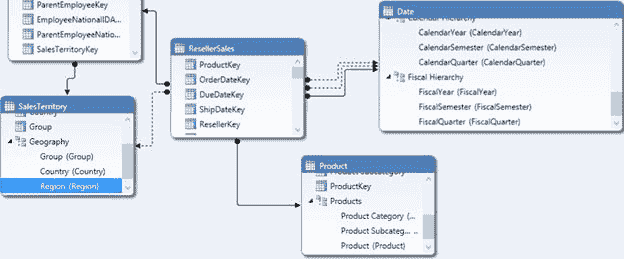 ParentEmployeeKey
EmployeeNationalIDA...
ParentEmployeeNatio...
SalesTerritoryKey
SalesTerritory
Country
Group
Geography
Group (Group)
Country (Country)
Region (Region)
ResellerSales
ProductKey
OrderDateKey
DueDateKey
ShipDateKey
ResellerKey
Date
Calendar Hierarchy
CalendarYear (CalendarYear)
CalendarSemester (CalendarSemester)
CalendarQuarter (CalendarQuarter)
Fiscal Hierarchy
FiscalYear (FiscalYear)
FiscalSemester (FiscalSemester)
FiscalQuarter (FiscalQuarter)
Product
Product Subcategory
ProductKey
Products
Product Category (...
Product Subcateg... ...
Product (Product)